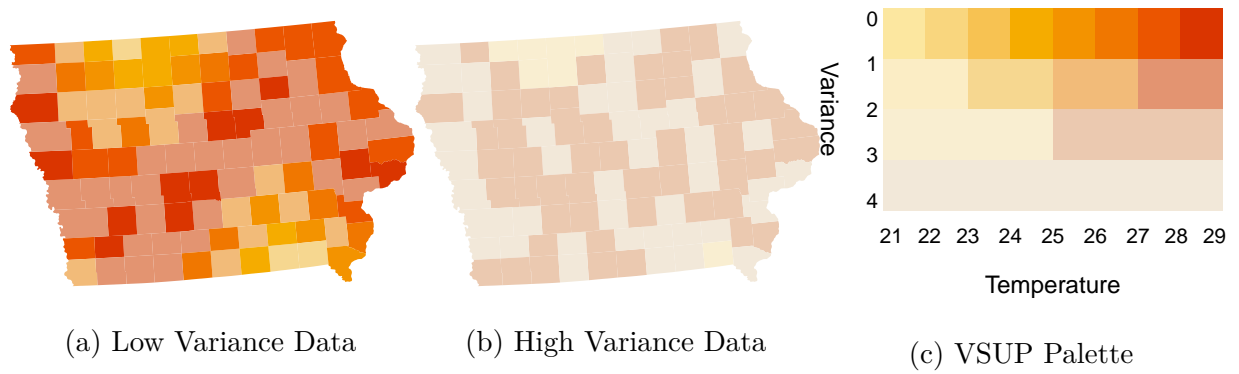 0
1
2
3
4
Variance
21 22 23 24 25 26 27 28 29
Temperature
(a) Low Variance Data
(b) High Variance Data
(c) VSUP Palette